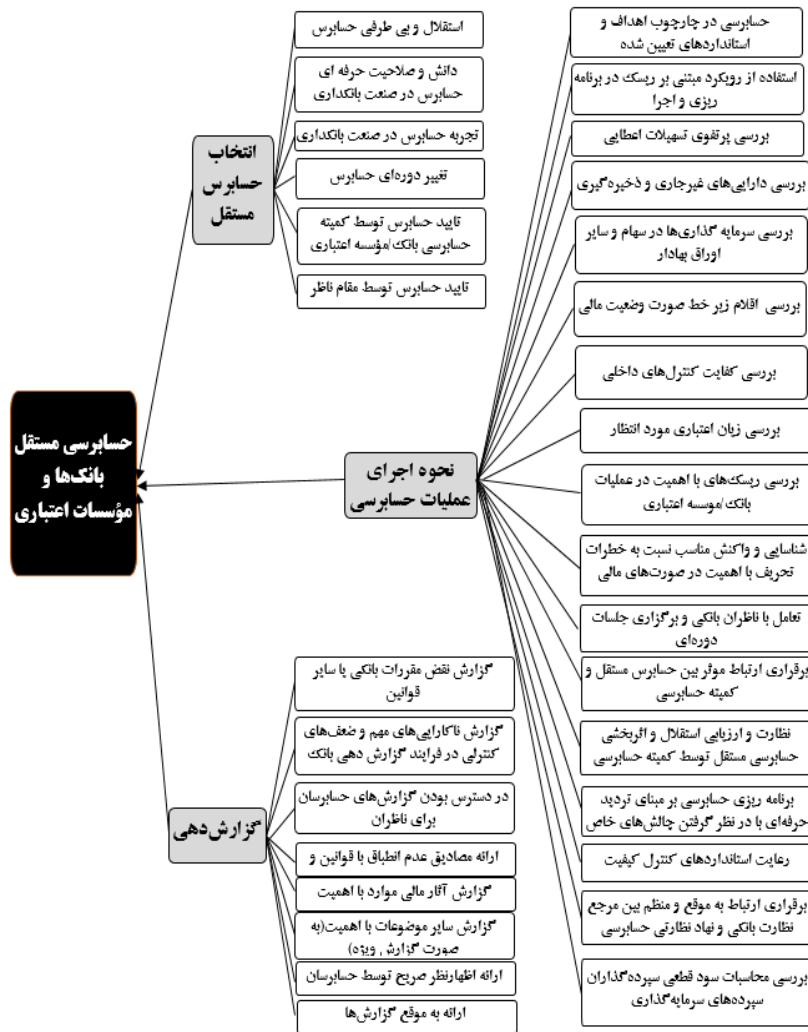 حسابرسی مستقل
بانک‌ها و
مؤسسات اعتباری
انتخاب
حسابرس
مستقل
استقلال و بی طرفی حسابرس
دانش و صلاحیت حرفه ای
حسابرس در صنعت بانکداری
تجربه حسابرس در صنعت بانکداری
تغییر دوره‌ای حسابرس
تایید حسابرس توسط کمیته
حسابرسی بانک/مؤسسه اعتباری
تایید حسابرس توسط مقام ناظر
نحوه اجرای
عملیات حسابرسی
حسابرسی در چارچوب اهداف و
استانداردهای تعیین شده
استفاده از رویکرد مبتنی بر ریسک در برنامه
ریزی و اجرا
بررسی پرتفوی تسهیلات اعطایی
بررسی دارایی‌های غیرجاری و ذخیره‌گیری
بررسی سرمایه گذاری‌ها در سهام و سایر
اوراق بهادار
بررسی اقلام زیر خط صورت وضعیت مالی
بررسی کفایت کنترل‌های داخلی
بررسی زیان اعتباری مورد انتظار
بررسی ریسک‌های با اهمیت در عملیات
بانک/موسسه اعتباری
شناسایی و واکنش مناسب نسبت به خطرات
تحریف با اهمیت در صورت‌های مالی
تعامل با ناظران بانکی و برگزاری جلسات
دوره‌ای
برقراری ارتباط موثر بین حسابرس مستقل و
کمیته حسابرسی
نظارت و ارزیابی استقلال و اثربخشی
حسابرسی مستقل توسط کمیته حسابرسی
برنامه ریزی حسابرسی بر مبنای تردید
حرفه‌ای با در نظر گرفتن چالش‌های خاص
رعایت استانداردهای کنترل کیفیت
برقراری ارتباط به موقع و منظم بین مرجع
نظارت بانکی و نهاد نظارتی حسابرسی
بررسی محاسبات سود قطعی سپرده‌گذاران
سپرده‌های سرمایه‌گذاری
گزارش‌دهی
گزارش نقض مقررات بانکی یا سایر
قوانین
گزارش ناکارایی‌های مهم و ضعف‌های
کنترلی در فرایند گزارش دهی بانک
در دسترس بودن گزارش‌های حسابرسان
برای ناظران
ارائه مصادیق عدم انطباق با قوانین و
گزارش آثار مالی موارد با اهمیت
گزارش سایر موضوعات با اهمیت(به
صورت گزارش ویژه)
ارائه اظهارنظر صریح توسط حسابرسان
ارائه به موقع گزارش‌ها